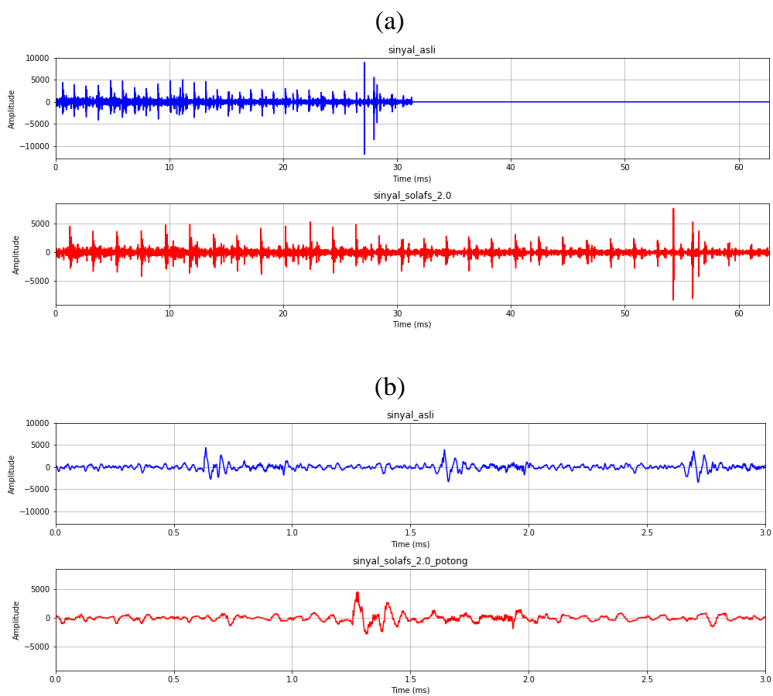 (a)
sinyal_asli
10000
5000
0
−5000
−10000
Amplitude
0 10 20 30 40 50 60
Time (ms)
sinyal_solafs_2.0
5000
0
−5000
Amplitude
0 10 20 30 40 50 60
Time (ms)
(b)
sinyal_asli
10000
5000
0
−5000
−10000
Amplitude
0.0 0.5 1.0 1.5 2.0 2.5 3.0
Time (ms)
sinyal_solafs_2.0_potong
5000
0
−5000
Amplitude
0.0 0.5 1.0 1.5 2.0 2.5 3.0
Time (ms)